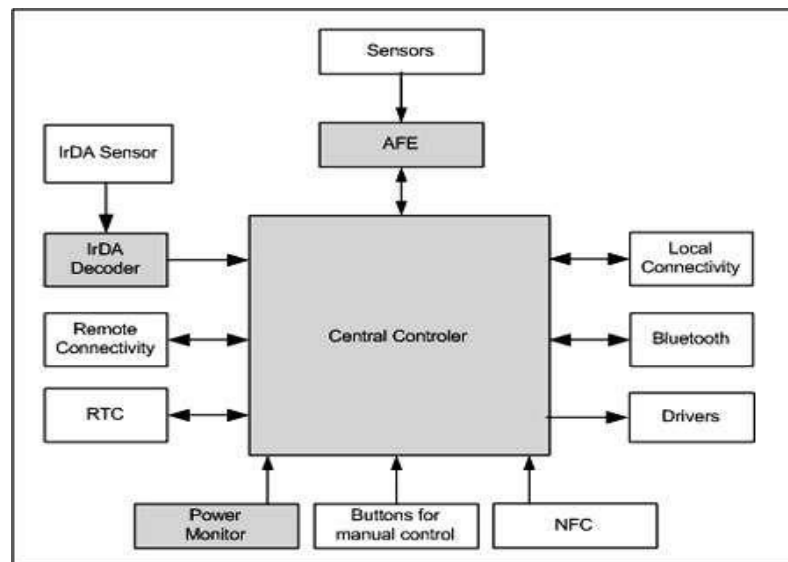 Sensors
AFE
IrDA Sensor
IrDA
Decoder
Local
Connectivity
Remote
Connectivity
Central Controler
Bluetooth
RTC
Drivers
Power
Monitor
Buttons for
manual control
NFC